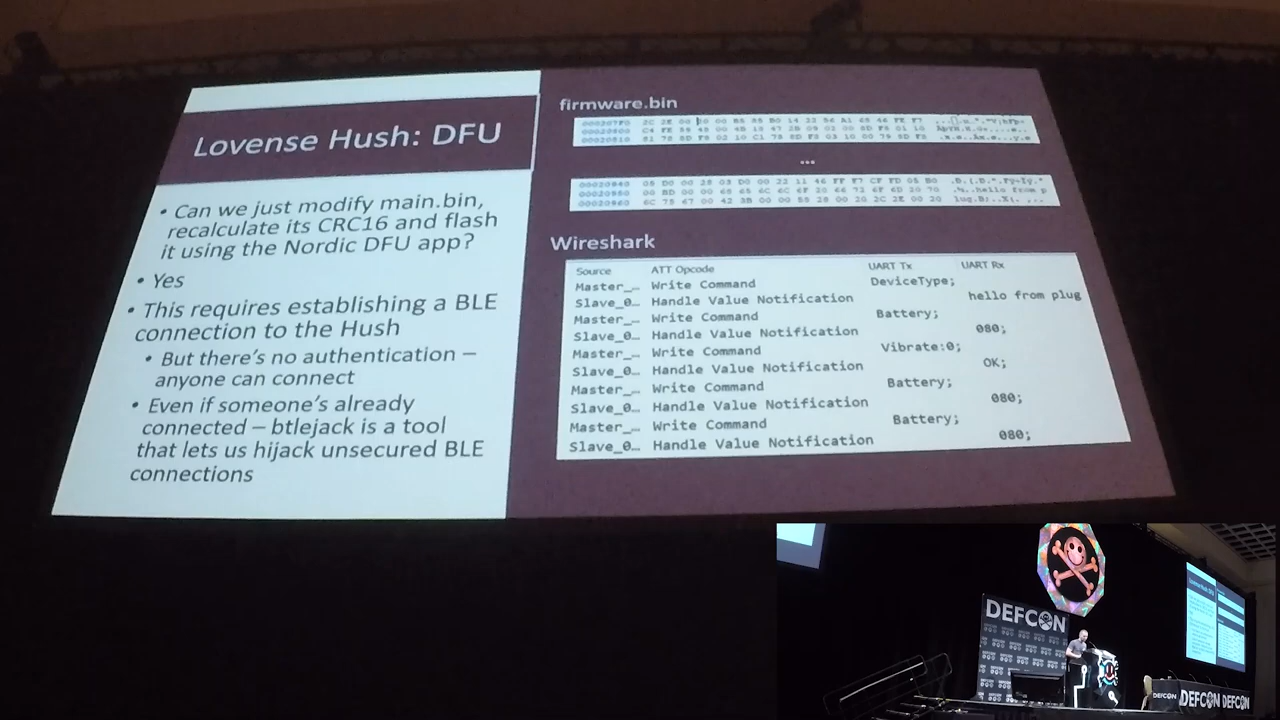 Lovense Hush: DFU
• Can we just modify main.bin,
recalculate its CRC16 and flash
it using the Nordic DFU app?
• Yes
• This requires establishing a BLE
connection to the Hush
• But there's no authentication –
anyone can connect
• Even if someone's already
connected – btlejack is a tool
that lets us hijack unsecured BLE
connections
firmware.bin
...
Wireshark
Source ATT Opcode UART Tx UART Rx
Master_… Write Command DeviceType;
Slave_0… Handle Value Notification hello from plug
Master_… Write Command Battery;
Slave_0… Handle Value Notification 080;
Master_… Write Command Vibrate:0;
Slave_0… Handle Value Notification OK;
Master_… Write Command Battery;
Slave_0… Handle Value Notification 080;
Master_… Write Command Battery;
Slave_0… Handle Value Notification 080;
DEFCON
DEFCON DEFCON DEFCON